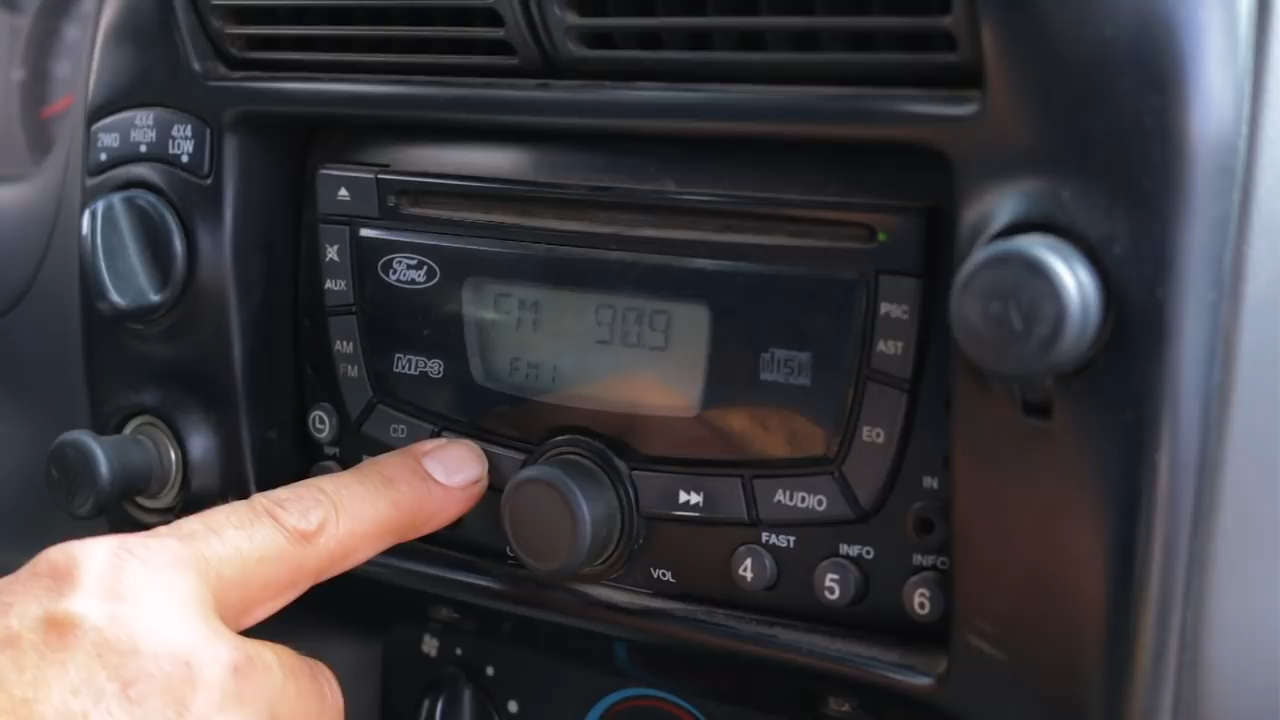 2WD
4X4
HIGH
4X4
LOW
AUX
Ford
FM 90.9
FM1
MP3
AM
FM
CD
PSC
AST
EQ
AUDIO
IN
VOL
FAST
INFO
INFO
4
5
6